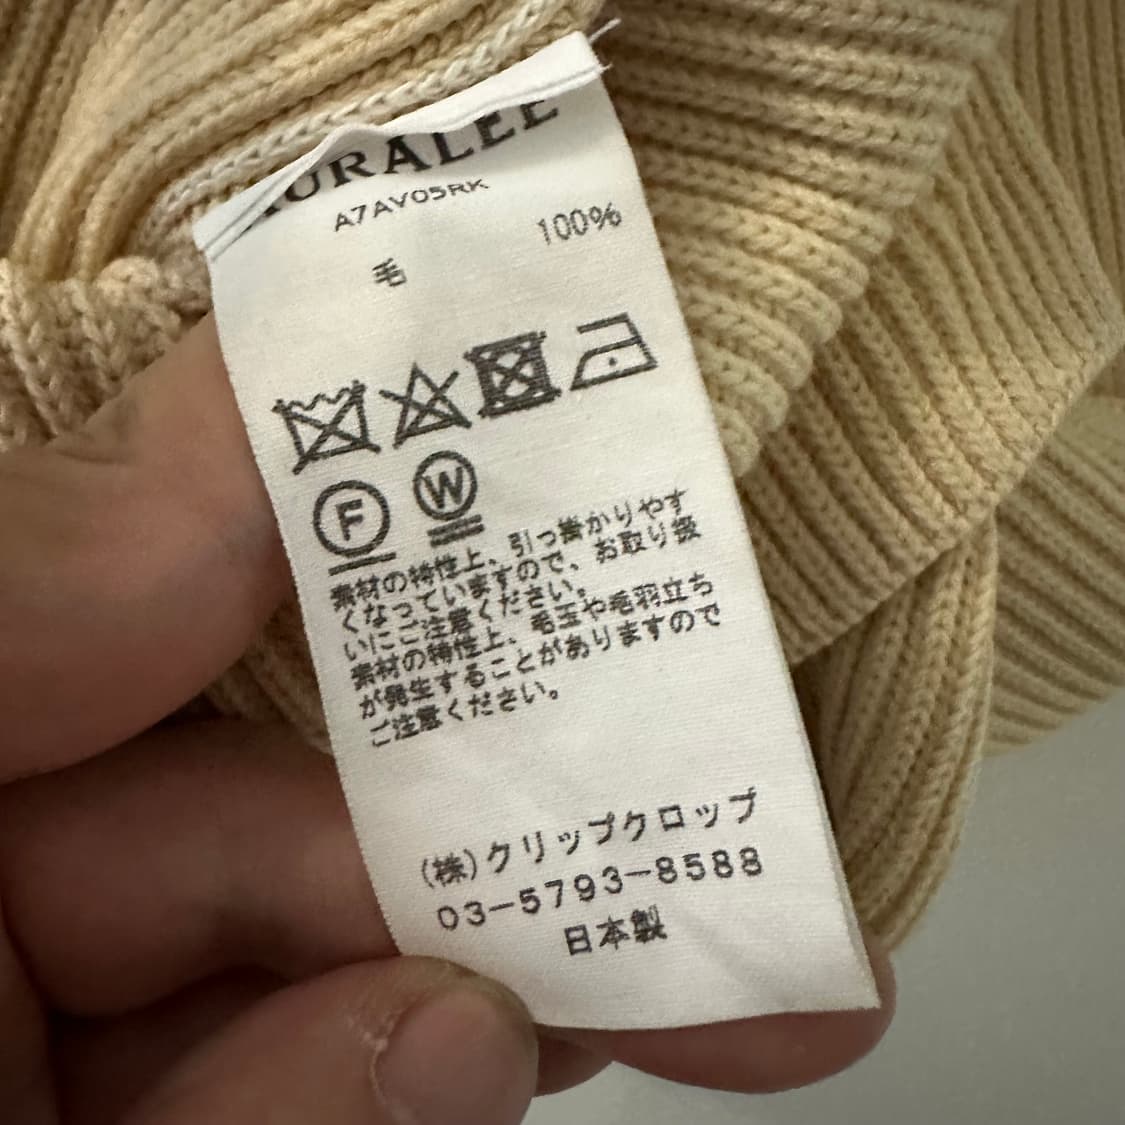 AURALEE
A7AV05RK
毛 100%
F W
素材の特性上、引っ掛かりやす
くなっていますので、お取り扱
いにご注意ください。
素材の特性上、毛玉や毛羽立ち
が発生することがありますので
ご注意ください。
(株)クリップクロップ
03-5793-8588
日本製